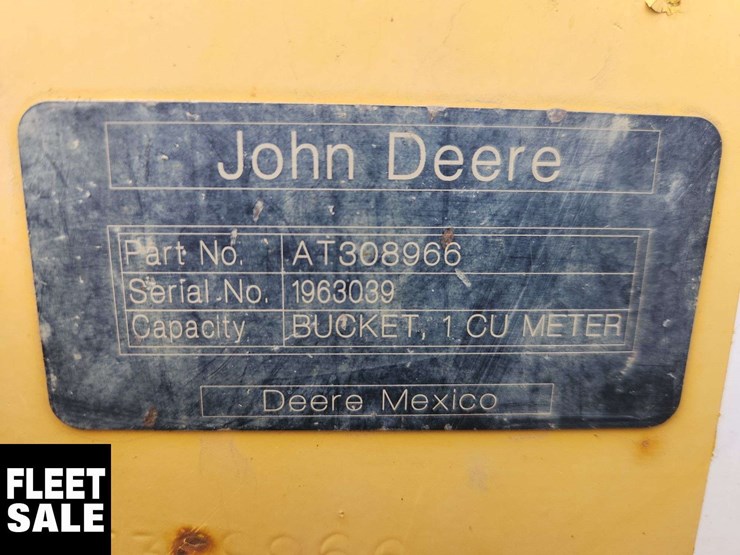 John Deere
Part No. AT308966
Serial No. 1963039
Capacity BUCKET, 1 CU METER
Deere Mexico
FLEET
SALE